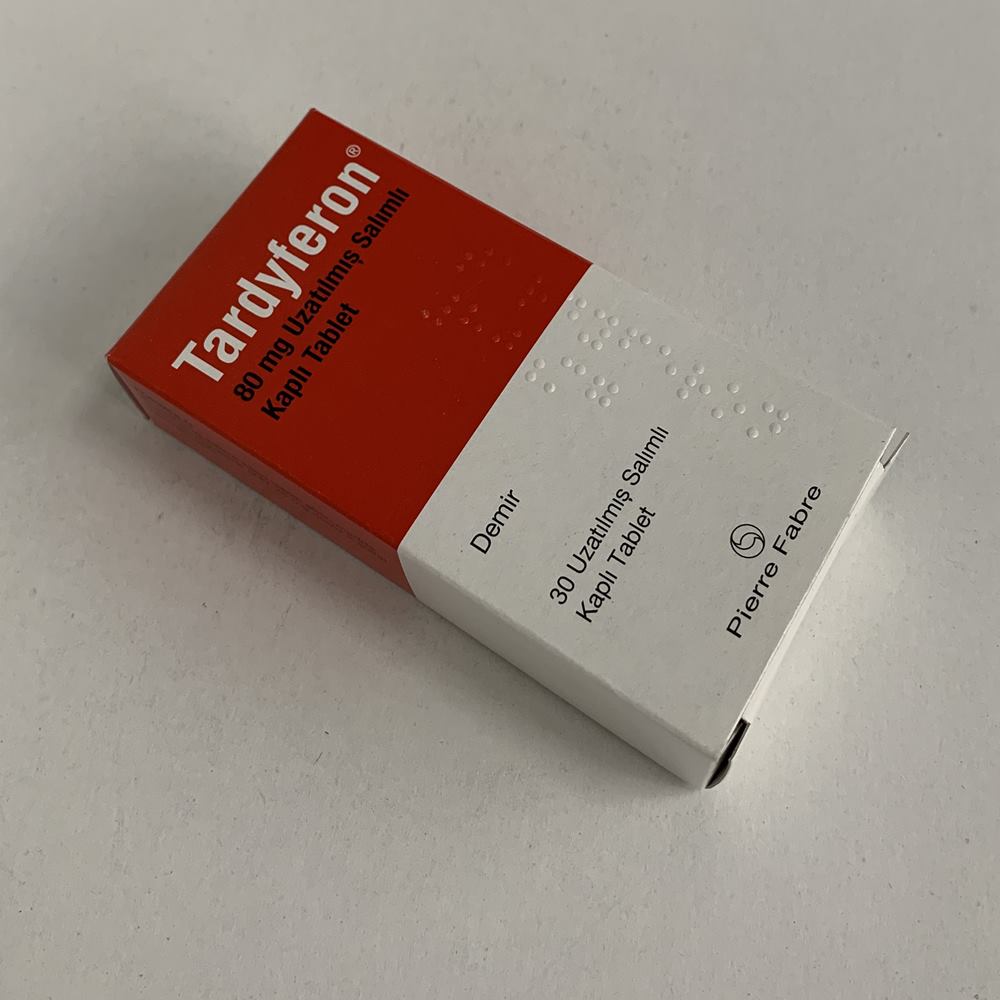 Tardyferon®
80 mg Uzatılmış Salımlı
Kaplı Tablet
Demir
30 Uzatılmış Salımlı
Kaplı Tablet
Pierre Fabre